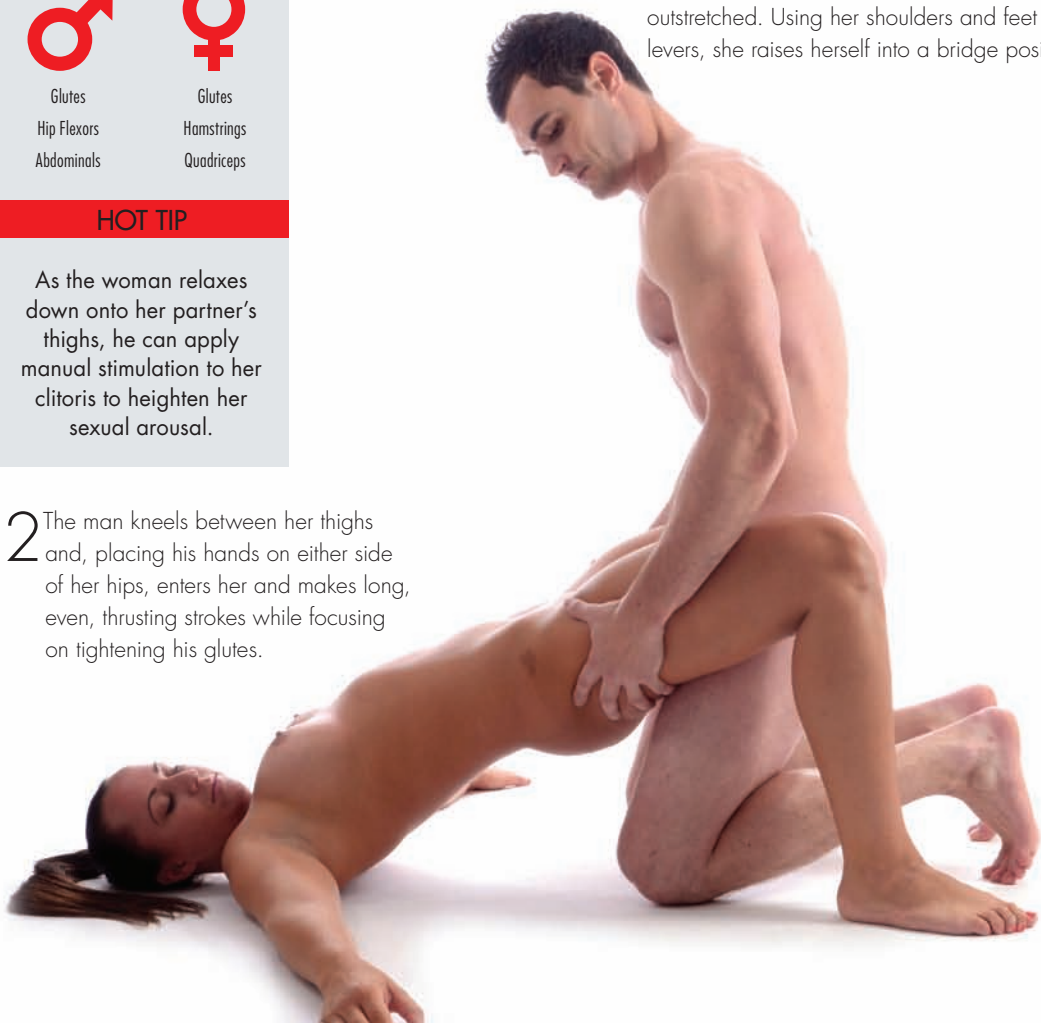 outstretched. Using her shoulders and feet
levers, she raises herself into a bridge
Glutes
Hip Flexors
Abdominals
Glutes
Hamstrings
Quadriceps
HOT TIP
As the woman relaxes
down onto her partner’s
thighs, he can apply
manual stimulation to her
clitoris to heighten her
sexual arousal.
2 The man kneels between her thighs
and, placing his hands on either side
of her hips, enters her and makes long,
even, thrusting strokes while focusing
on tightening his glutes.